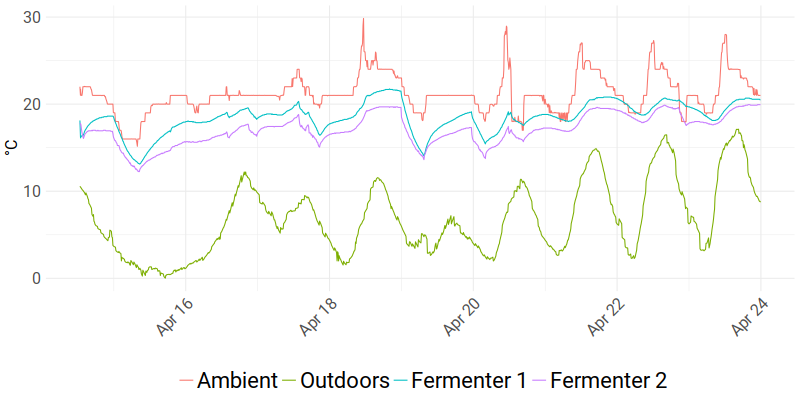 30
20
10
0
°C
Apr 16
Apr 18
Apr 20
Apr 22
Apr 24
Ambient Outdoors Fermenter 1 Fermenter 2